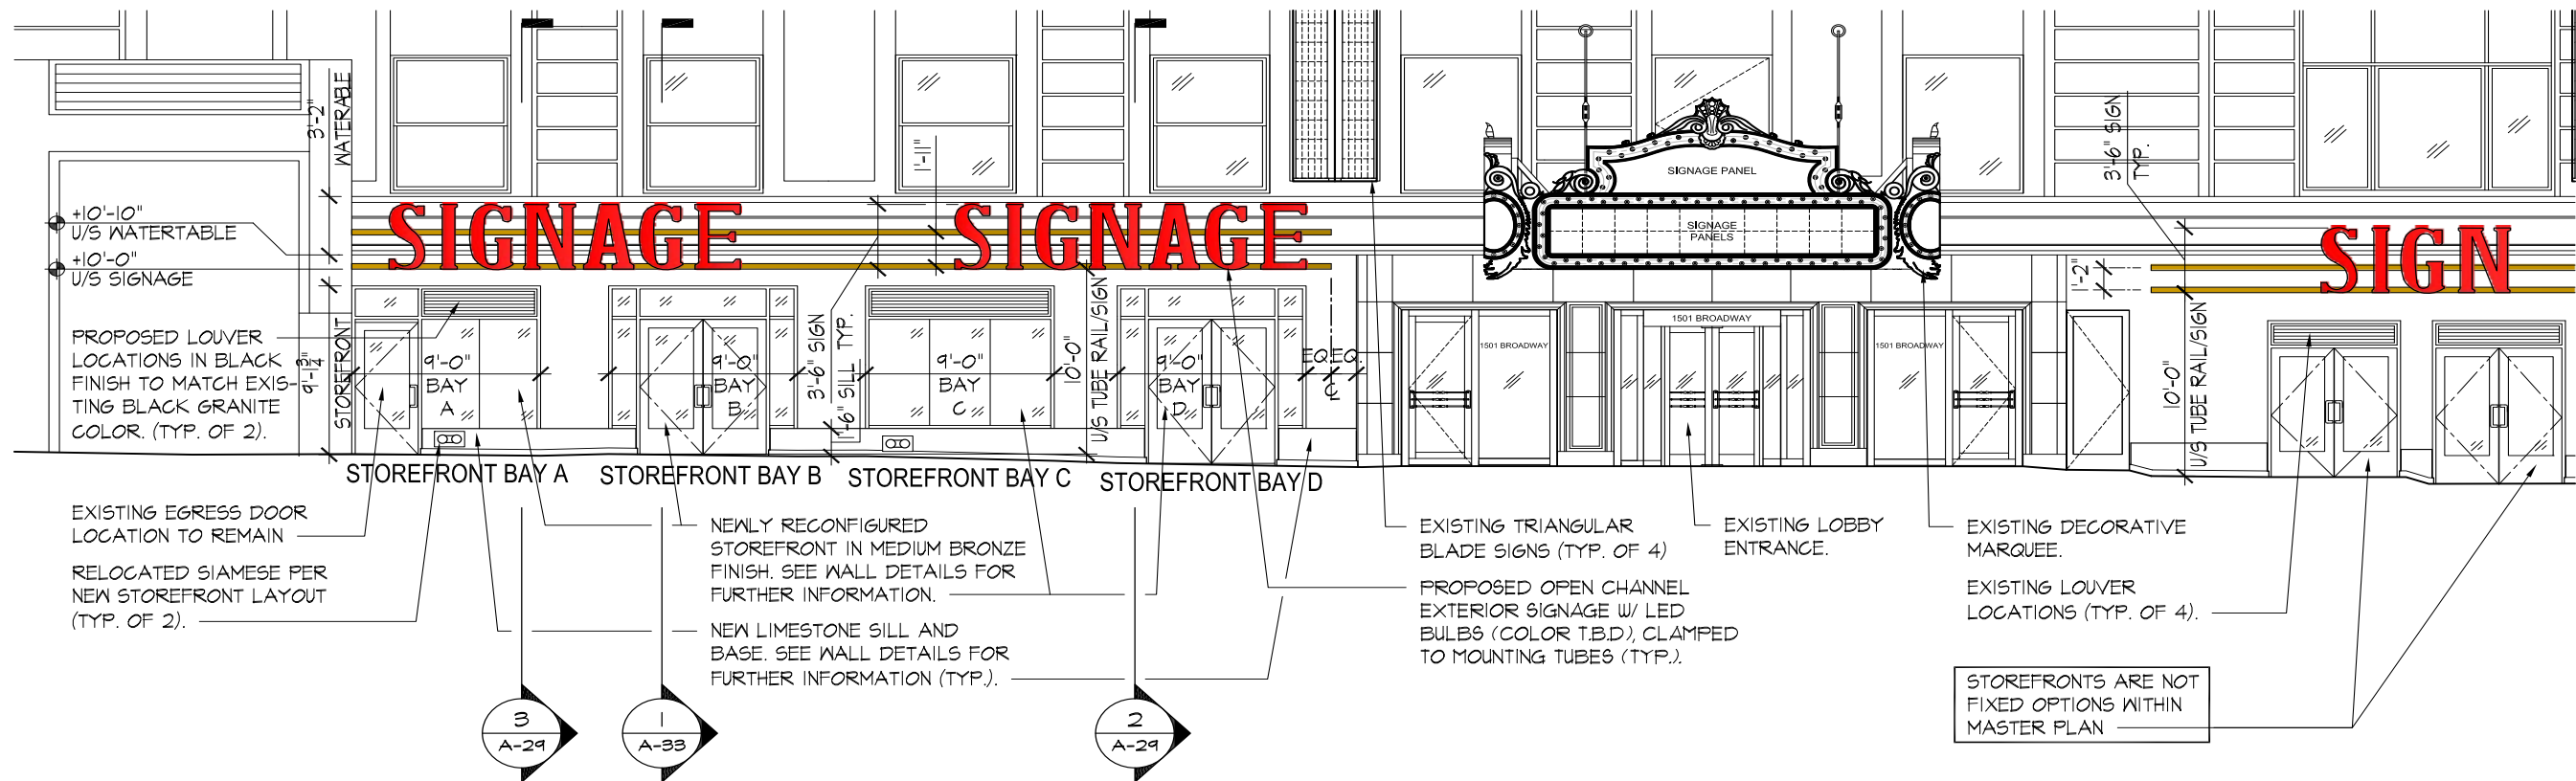 3'-2"
WATERABLE
+10'-10"
U/S WATERTABLE
+10'-0"
U/S SIGNAGE
SIGNAGE
SIGNAGE
SIGN
1'-11"
SIGNAGE PANEL
SIGNAGE
PANELS
3'-6" SIGN
TYP.
1'-2"
PROPOSED LOUVER
LOCATIONS IN BLACK
FINISH TO MATCH EXIS-
TING BLACK GRANITE
COLOR. (TYP. OF 2).
9'-1 3/4"
STOREFRONT
9'-0"
BAY
A
9'-0"
BAY
B
3'-6" SIGN
1'-6" SILL TYP.
9'-0"
BAY
C
10'-0"
U/S TUBE RAIL/SIGN
9'-0"
BAY
D
EQ. EQ.
1501 BROADWAY
1501 BROADWAY
1501 BROADWAY
10'-0"
U/S TUBE RAIL/SIGN
STOREFRONT BAY A
STOREFRONT BAY B
STOREFRONT BAY C
STOREFRONT BAY D
EXISTING EGRESS DOOR
LOCATION TO REMAIN
RELOCATED SIAMESE PER
NEW STOREFRONT LAYOUT
(TYP. OF 2).
NEWLY RECONFIGURED
STOREFRONT IN MEDIUM BRONZE
FINISH. SEE WALL DETAILS FOR
FURTHER INFORMATION.
NEW LIMESTONE SILL AND
BASE. SEE WALL DETAILS FOR
FURTHER INFORMATION (TYP.).
EXISTING TRIANGULAR
BLADE SIGNS (TYP. OF 4)
PROPOSED OPEN CHANNEL
EXTERIOR SIGNAGE W/ LED
BULBS (COLOR T.B.D), CLAMPED
TO MOUNTING TUBES (TYP.).
EXISTING LOBBY
ENTRANCE.
EXISTING DECORATIVE
MARQUEE.
EXISTING LOUVER
LOCATIONS (TYP. OF 4).
STOREFRONTS ARE NOT
FIXED OPTIONS WITHIN
MASTER PLAN
3
A-29
1
A-33
2
A-29